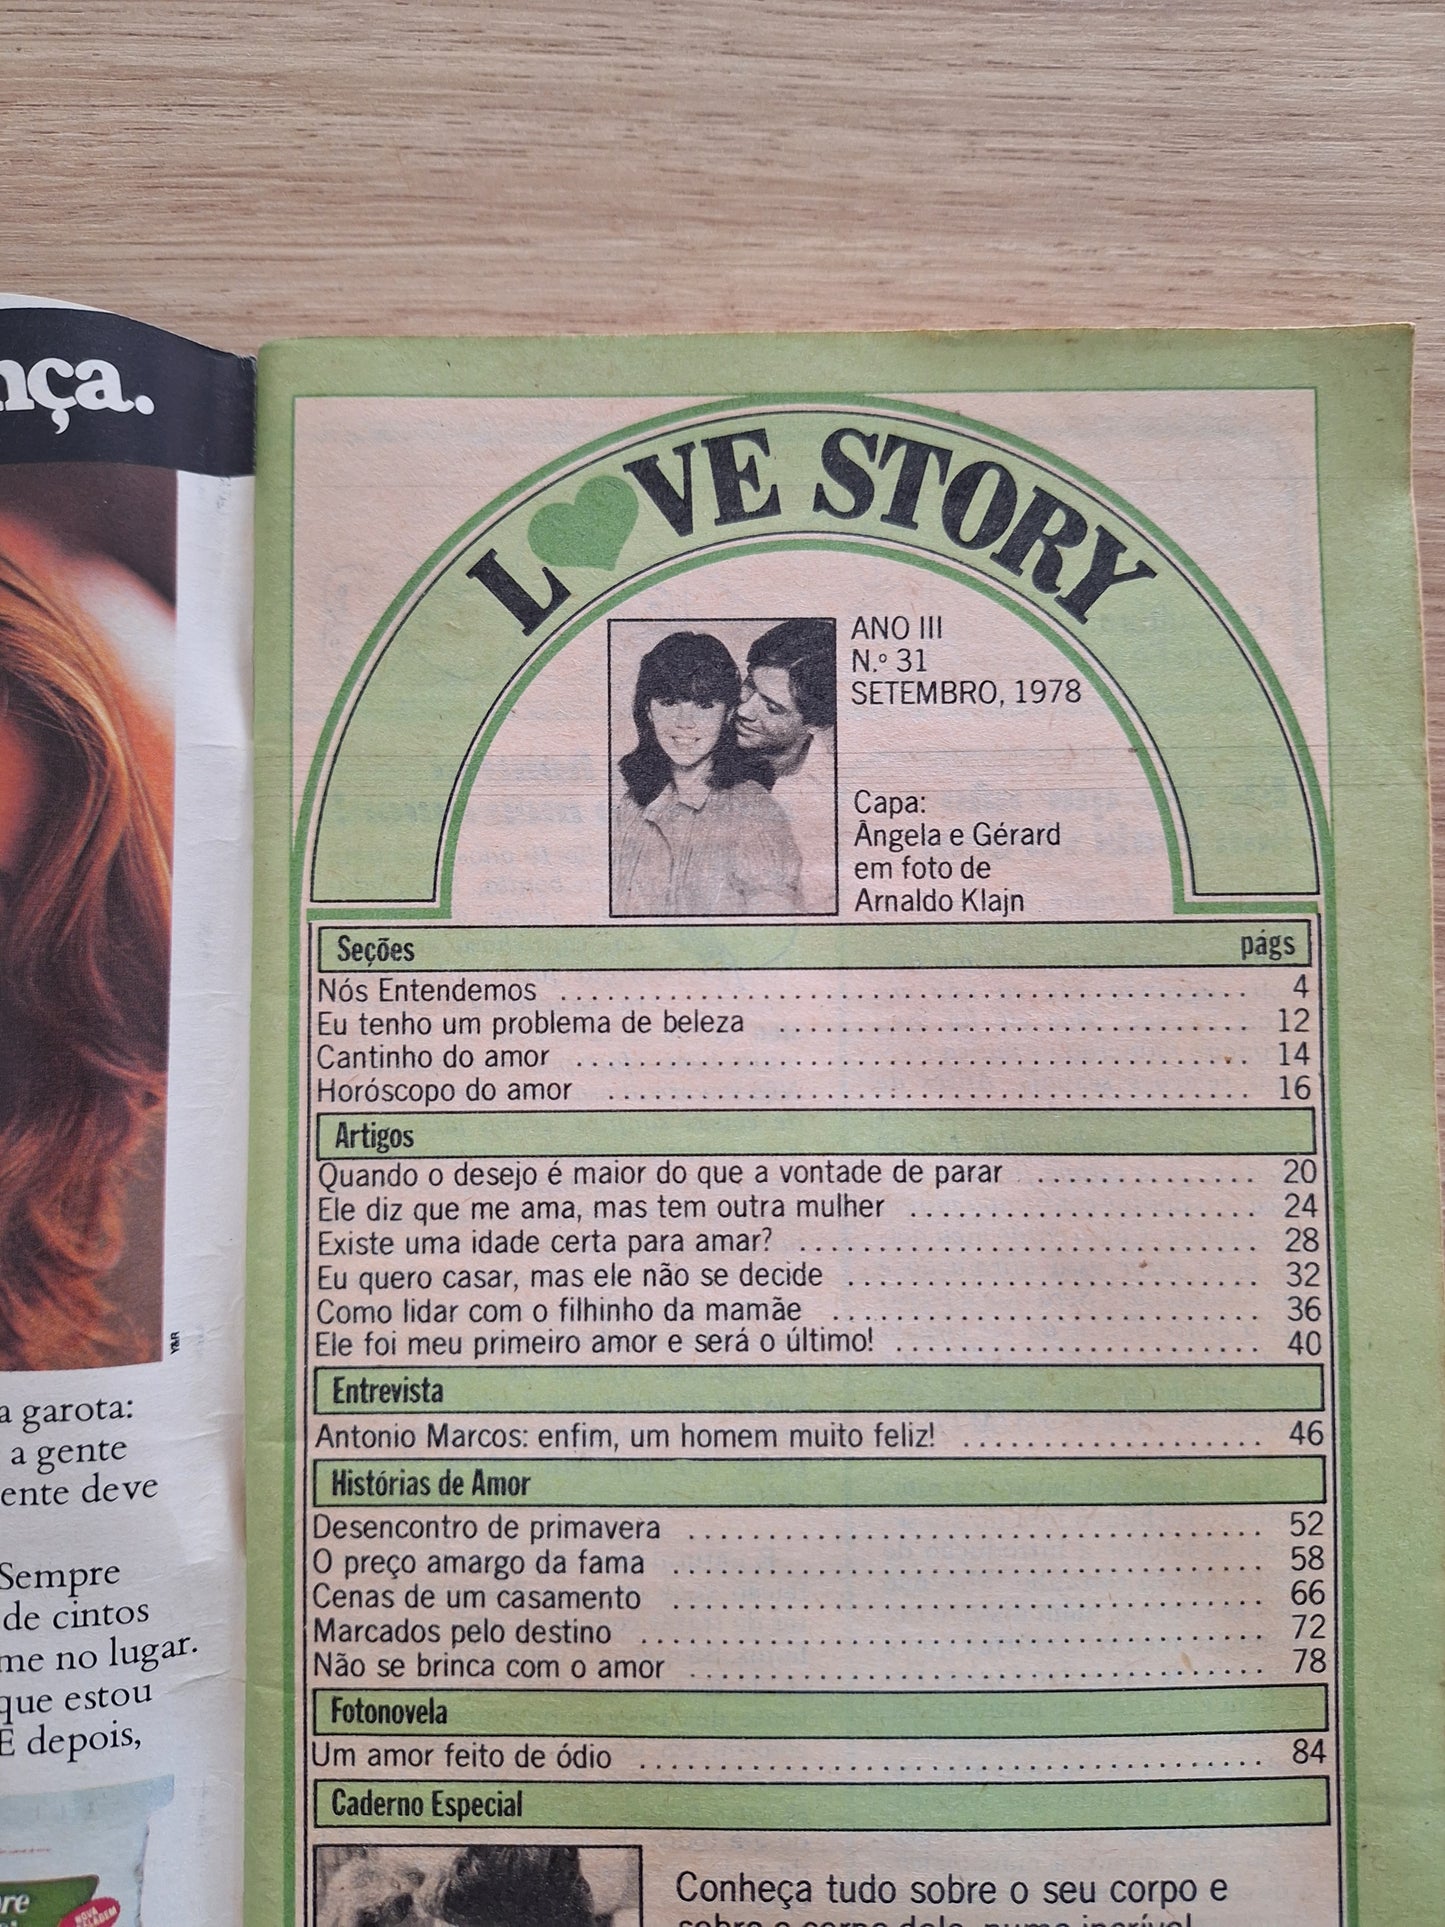 nça.
Y&R
a garota:
a gente
ente deve
Sempre
de cintos
me no lugar.
que estou
E depois,
NOVA
LOVE STORY
ANO III
N.º 31
SETEMBRO, 1978
Capa:
Ângela e Gérard
em foto de
Arnaldo Klajn
Seções págs
Nós Entendemos 4
Eu tenho um problema de beleza 12
Cantinho do amor 14
Horóscopo do amor 16
Artigos
Quando o desejo é maior do que a vontade de parar 20
Ele diz que me ama, mas tem outra mulher 24
Existe uma idade certa para amar? 28
Eu quero casar, mas ele não se decide 32
Como lidar com o filhinho da mamãe 36
Ele foi meu primeiro amor e será o último! 40
Entrevista
Antonio Marcos: enfim, um homem muito feliz! 46
Histórias de Amor
Desencontro de primavera 52
O preço amargo da fama 58
Cenas de um casamento 66
Marcados pelo destino 72
Não se brinca com o amor 78
Fotonovela
Um amor feito de ódio 84
Caderno Especial
Conheça tudo sobre o seu corpo e